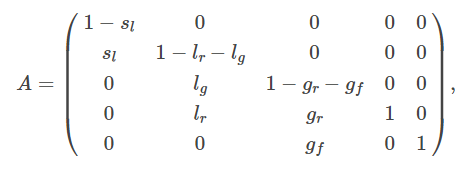 1 − s_l 0 0 0 0
s_l 1 − l_r − l_g 0 0 0
A = 0 l_g 1 − g_r − g_f 0 0 ,
0 l_r g_r 1 0
0 0 g_f 0 1